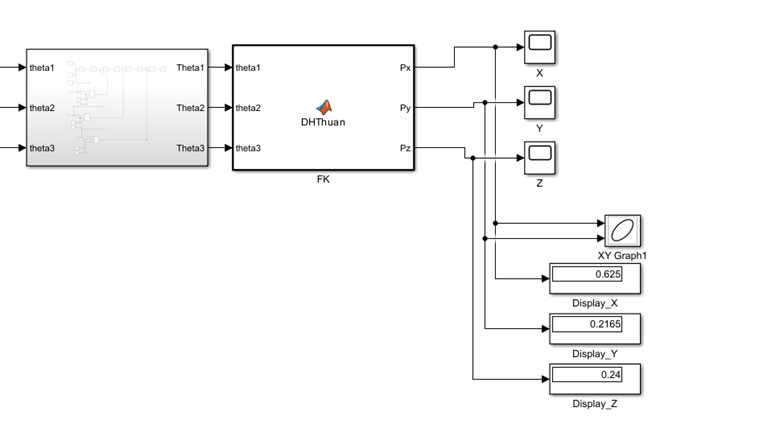 theta1
theta2
theta3
Theta1
Theta2
Theta3
theta1
theta2
theta3
DHThuan
Px
Py
Pz
FK
X
Y
Z
XY Graph1
0.625
Display_X
0.2165
Display_Y
0.24
Display_Z